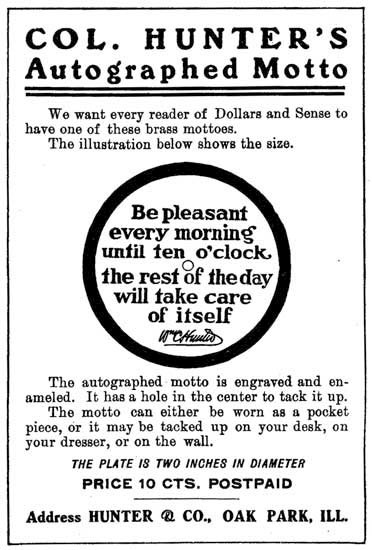 COL. HUNTER'S
Autographed Motto
We want every reader of Dollars and Sense to
have one of these brass mottoes.
The illustration below shows the size.
Be pleasant
every morning
until ten o'clock
the rest of the day
will take care
of itself
Wm C. Hunter
The autographed motto is engraved and en-
ameled. It has a hole in the center to tack it up.
The motto can either be worn as a pocket
piece, or it may be tacked up on your desk, on
your dresser, or on the wall.
THE PLATE IS TWO INCHES IN DIAMETER
PRICE 10 CTS. POSTPAID
Address HUNTER & CO., OAK PARK, ILL.